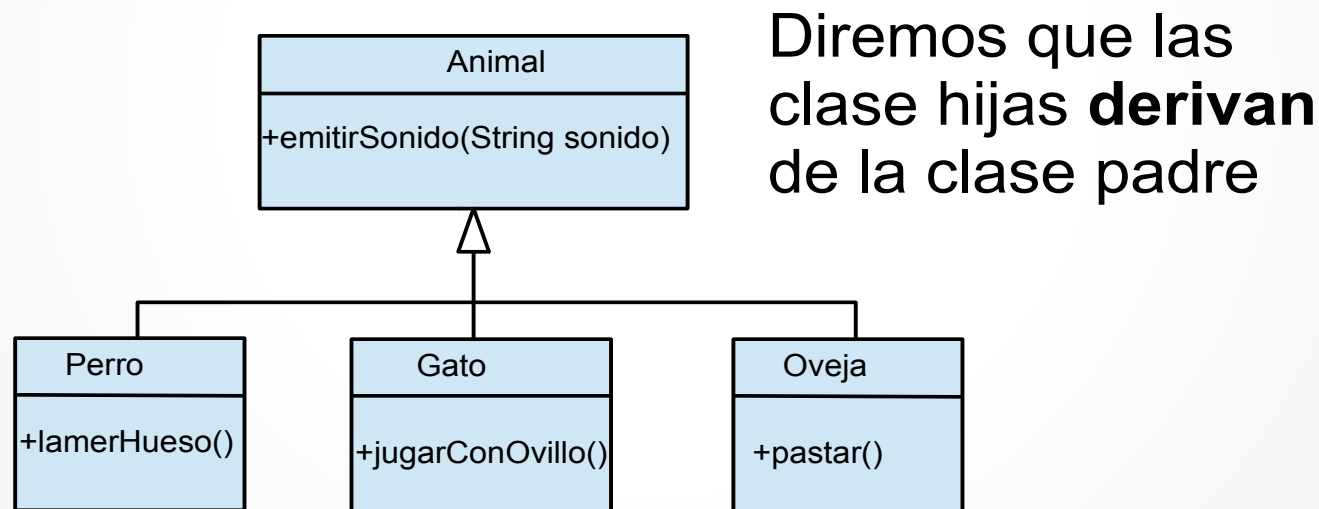 Diremos que las
clase hijas derivan
de la clase padre
Animal
+emitirSonido(String sonido)
Perro
+lamerHueso()
Gato
+jugarConOvillo()
Oveja
+pastar()